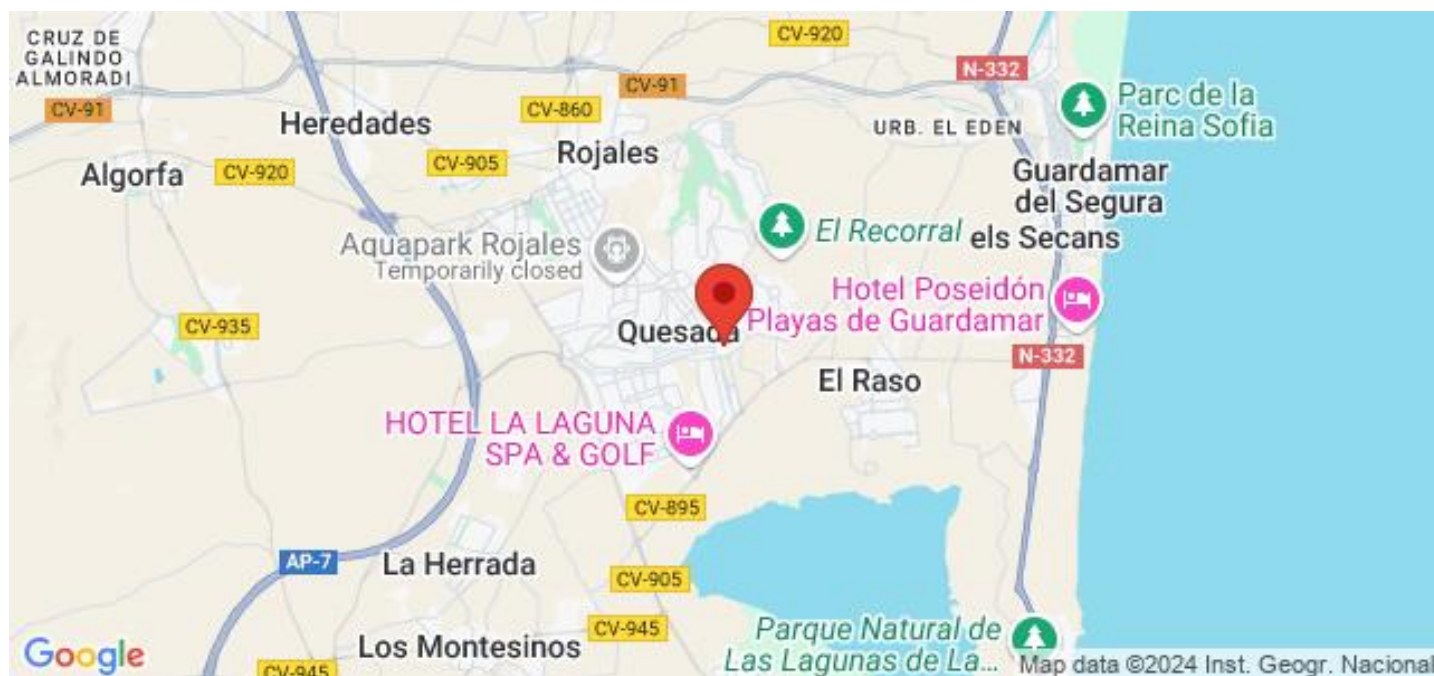 CRUZ DE
GALINDO
ALMORADI
CV-920
N-332
CV-91
CV-91
CV-860
Parc de la
Reina Sofia
Heredades
URB. EL EDEN
Rojales
CV-905
Algorfa
CV-920
Guardamar
del Segura
El Recorral
els Secans
Aquapark Rojales
Temporarily closed
Hotel Poseidón
Playas de Guardamar
CV-935
Quesada
N-332
El Raso
HOTEL LA LAGUNA
SPA & GOLF
CV-895
AP-7
La Herrada
CV-905
CV-945
Los Montesinos
Parque Natural de
Las Lagunas de La...
CV-945
Google
Map data ©2024 Inst. Geogr. Nacional